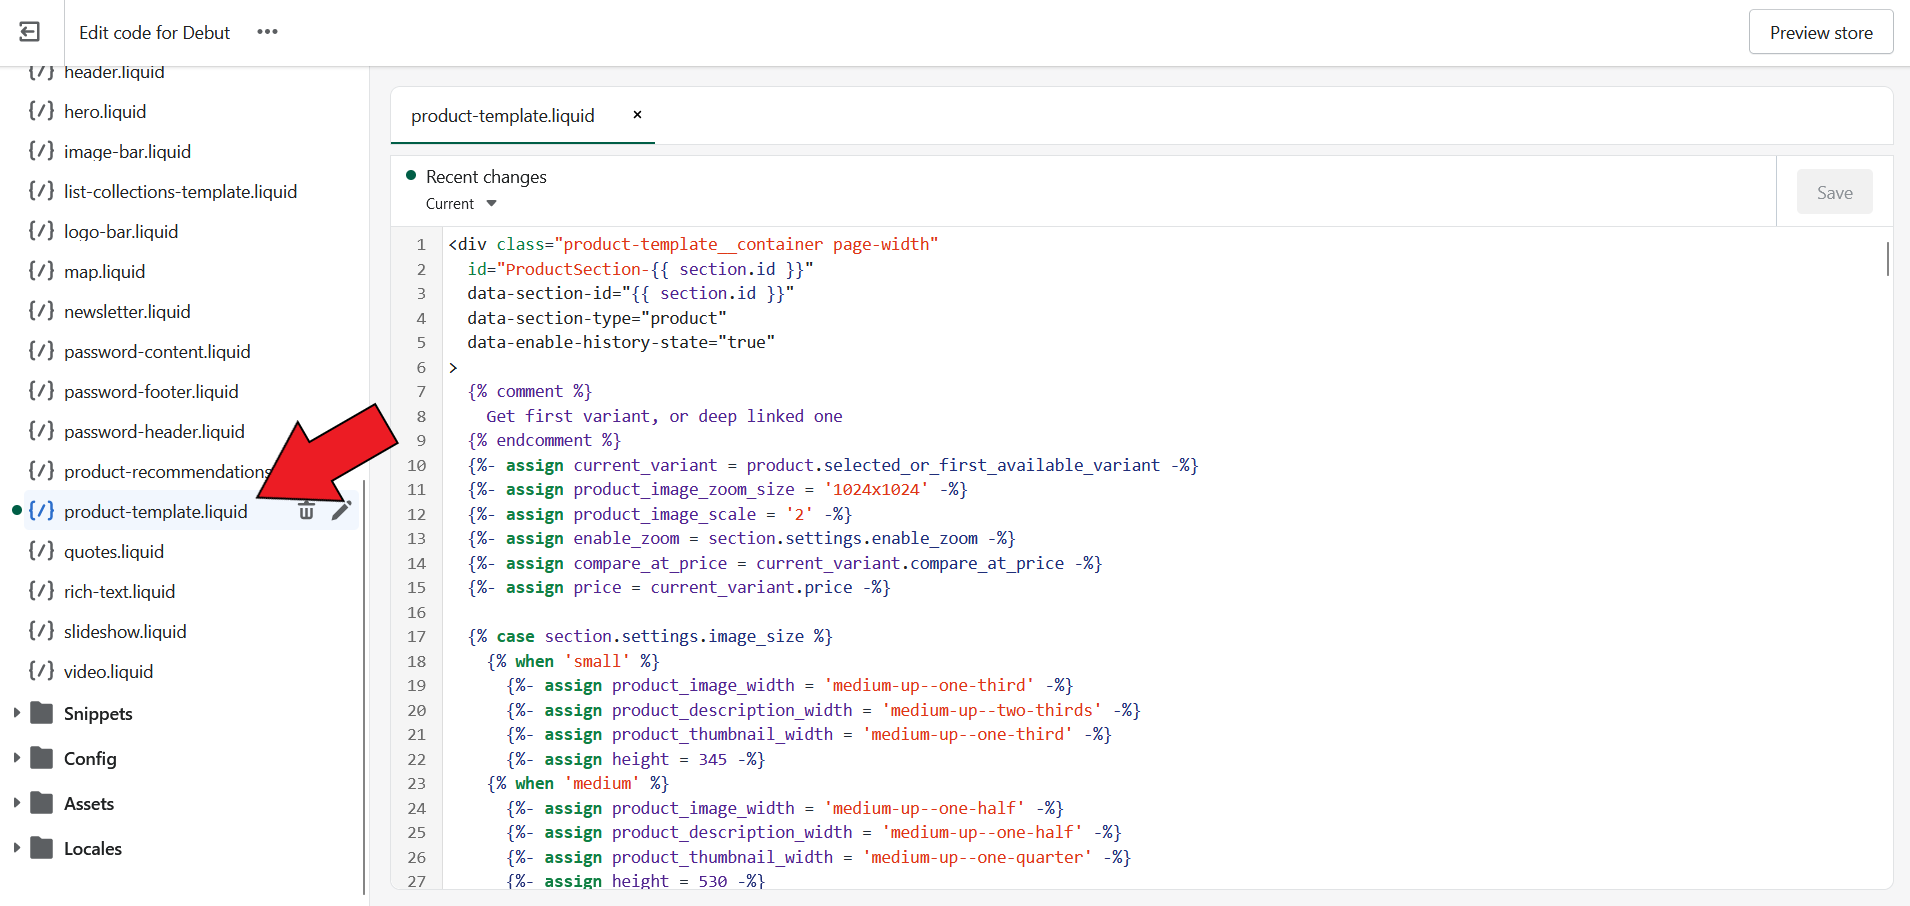 Edit code for Debut
Preview store
header.liquid
hero.liquid
image-bar.liquid
list-collections-template.liquid
logo-bar.liquid
map.liquid
newsletter.liquid
password-content.liquid
password-footer.liquid
password-header.liquid
product-recommendations
product-template.liquid
quotes.liquid
rich-text.liquid
slideshow.liquid
video.liquid
Snippets
Config
Assets
Locales
product-template.liquid ×
Recent changes
Current
Save
1 <div class="product-template__container page-width"
2   id="ProductSection-{{ section.id }}"
3   data-section-id="{{ section.id }}"
4   data-section-type="product"
5   data-enable-history-state="true"
6 >
7   {% comment %}
8     Get first variant, or deep linked one
9   {% endcomment %}
10   {%- assign current_variant = product.selected_or_first_available_variant -%}
11   {%- assign product_image_zoom_size = '1024x1024' -%}
12   {%- assign product_image_scale = '2' -%}
13   {%- assign enable_zoom = section.settings.enable_zoom -%}
14   {%- assign compare_at_price = current_variant.compare_at_price -%}
15   {%- assign price = current_variant.price -%}
16
17   {% case section.settings.image_size %}
18     {% when 'small' %}
19       {%- assign product_image_width = 'medium-up--one-third' -%}
20       {%- assign product_description_width = 'medium-up--two-thirds' -%}
21       {%- assign product_thumbnail_width = 'medium-up--one-third' -%}
22       {%- assign height = 345 -%}
23     {% when 'medium' %}
24       {%- assign product_image_width = 'medium-up--one-half' -%}
25       {%- assign product_description_width = 'medium-up--one-half' -%}
26       {%- assign product_thumbnail_width = 'medium-up--one-quarter' -%}
27       {%- assign height = 530 -%}